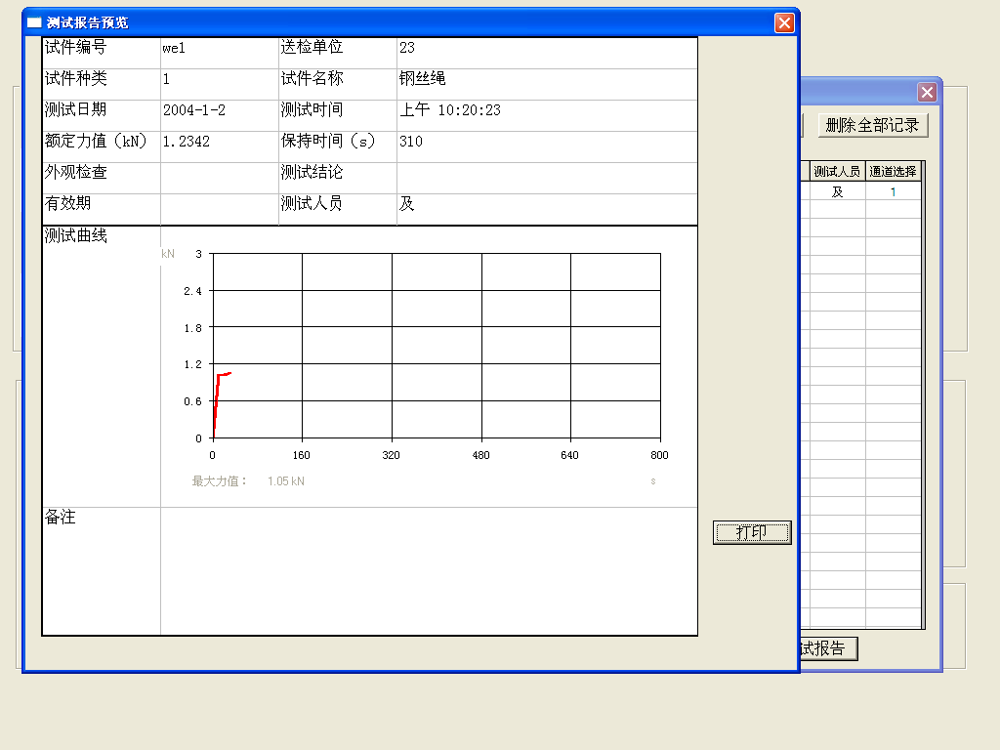 测试报告预览
试件编号 we1 送检单位 23
试件种类 1 试件名称 钢丝绳
测试日期 2004-1-2 测试时间 上午 10:20:23
额定力值（kN） 1.2342 保持时间（s） 310
外观检查 测试结论
有效期 测试人员 及
测试曲线
kN 3
2.4
1.8
1.2
0.6
0
0 160 320 480 640 800
最大力值： 1.05 kN s
备注
打印
删除全部记录
测试人员 通道选择
及 1
试报告